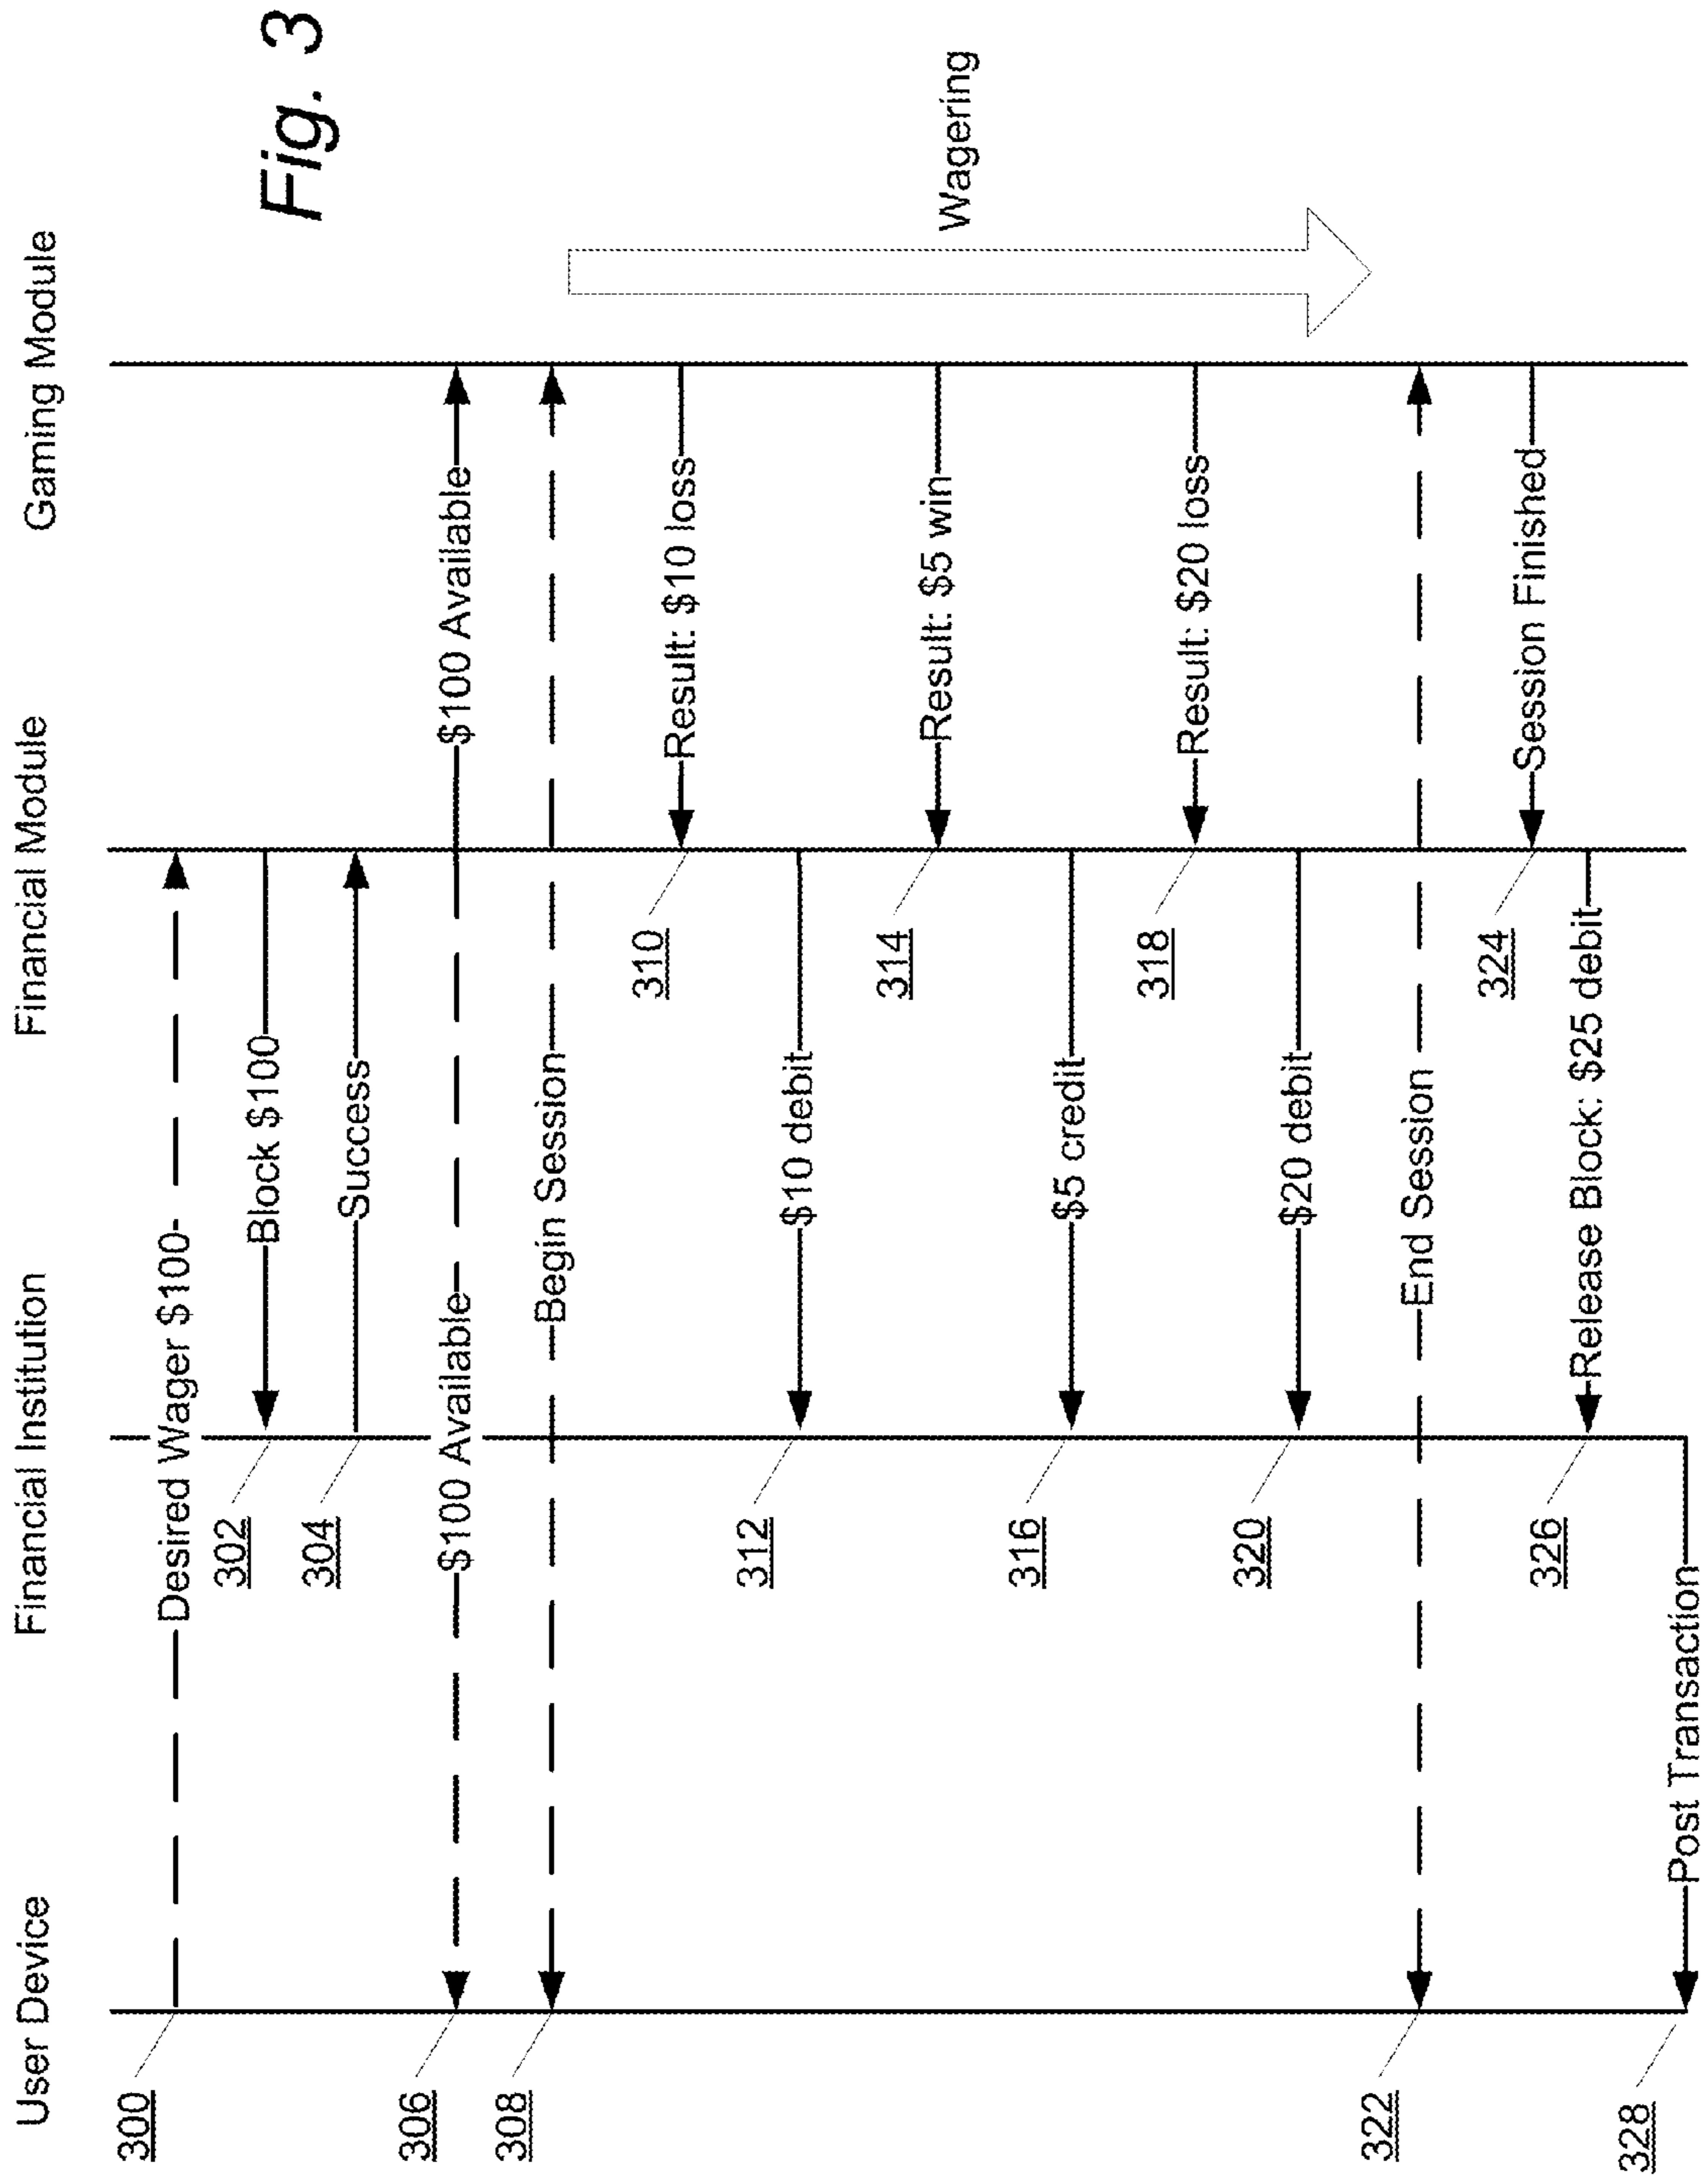 Fig. 3
User Device
Financial Institution
Financial Module
Gaming Module
300
Desired Wager $100
302
Block $100
304
Success
306
$100 Available
$100 Available
308
Begin Session
Wagering
310
Result: $10 loss
312
$10 debit
314
Result: $5 win
316
$5 credit
318
Result: $20 loss
320
$20 debit
322
End Session
324
Session Finished
326
Release Block: $25 debit
328
Post Transaction